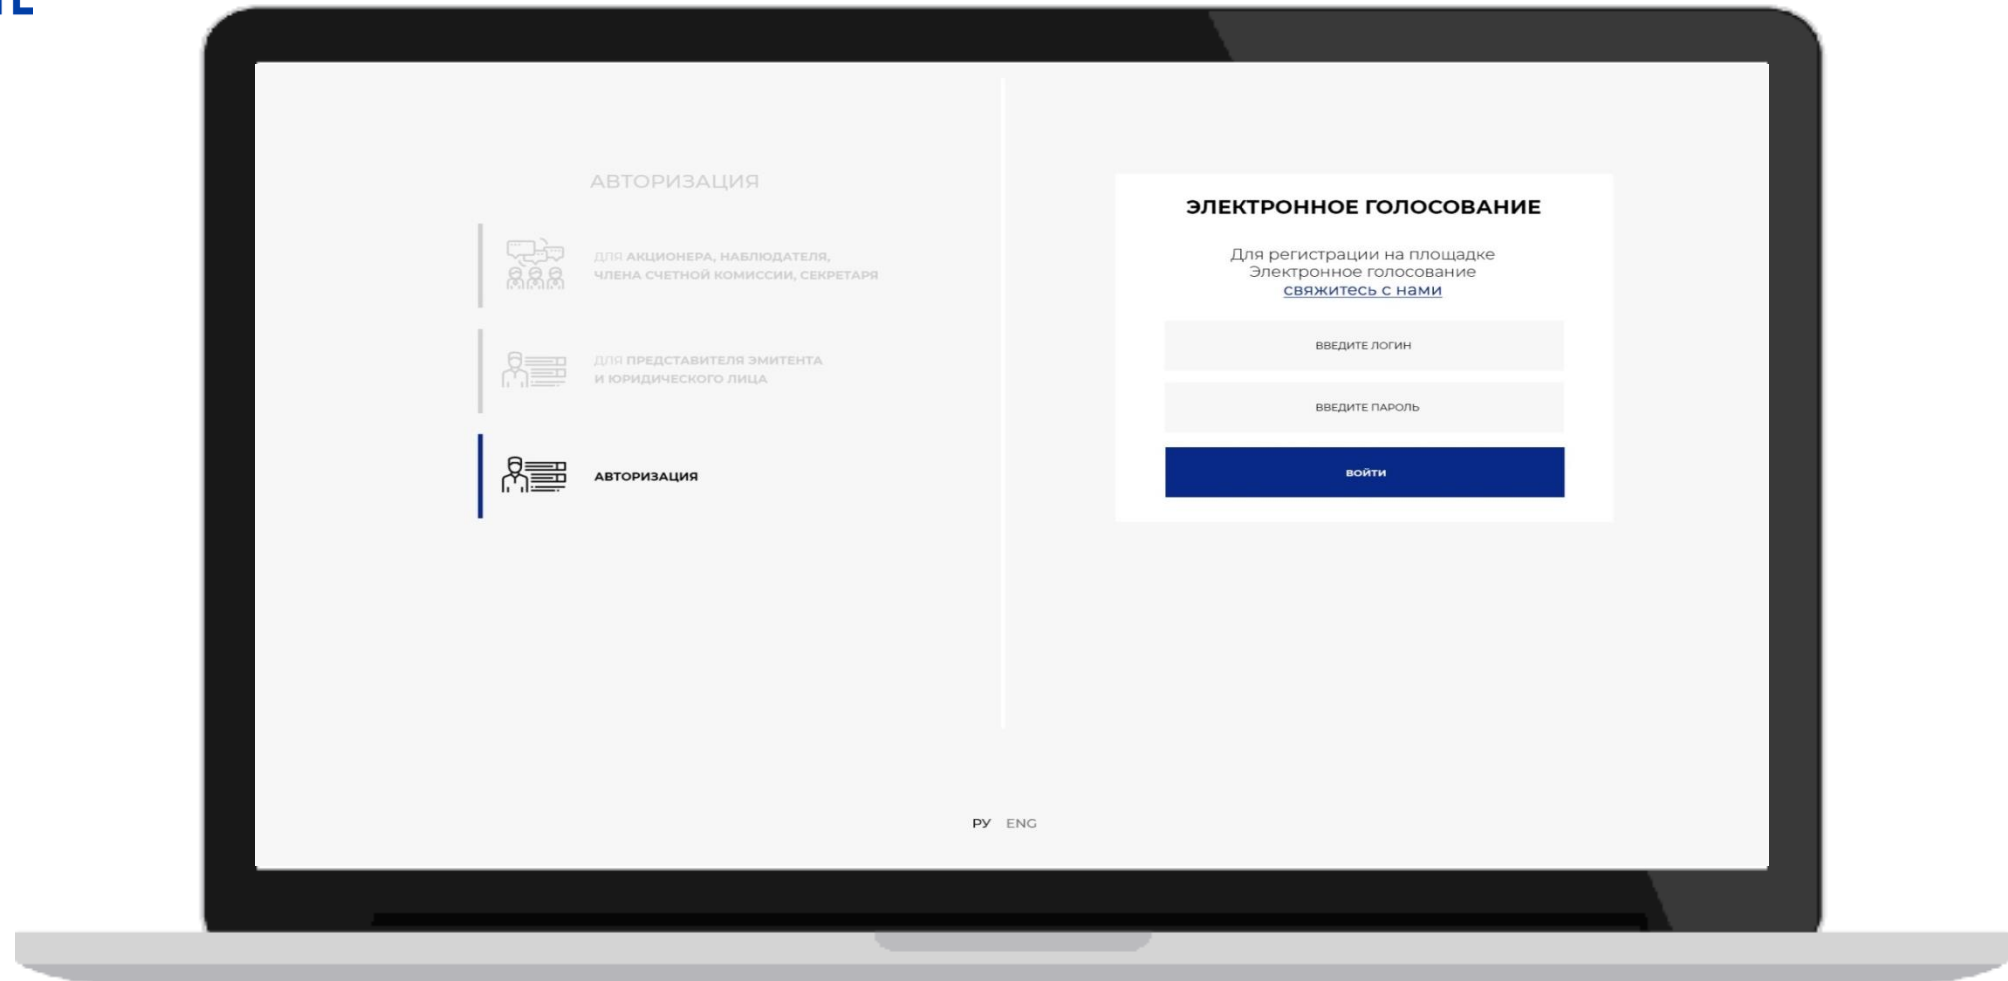 АВТОРИЗАЦИЯ
ДЛЯ АКЦИОНЕРА, НАБЛЮДАТЕЛЯ,
ЧЛЕНА СЧЕТНОЙ КОМИССИИ, СЕКРЕТАРЯ
ДЛЯ ПРЕДСТАВИТЕЛЯ ЭМИТЕНТА
И ЮРИДИЧЕСКОГО ЛИЦА
АВТОРИЗАЦИЯ
ЭЛЕКТРОННОЕ ГОЛОСОВАНИЕ
Для регистрации на площадке
Электронное голосование
свяжитесь с нами
ВВЕДИТЕ ЛОГИН
ВВЕДИТЕ ПАРОЛЬ
ВОЙТИ
РУ ENG